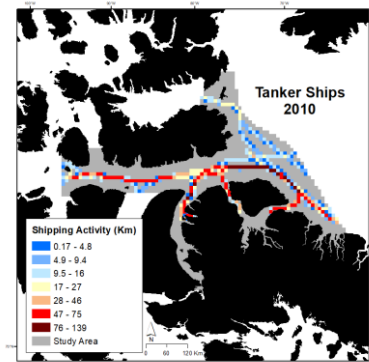 Tanker Ships
2010
Shipping Activity (Km)
0.17 - 4.8
4.9 - 9.4
9.5 - 16
17 - 27
28 - 46
47 - 75
76 - 139
Study Area
N
0 30 60 120 Km